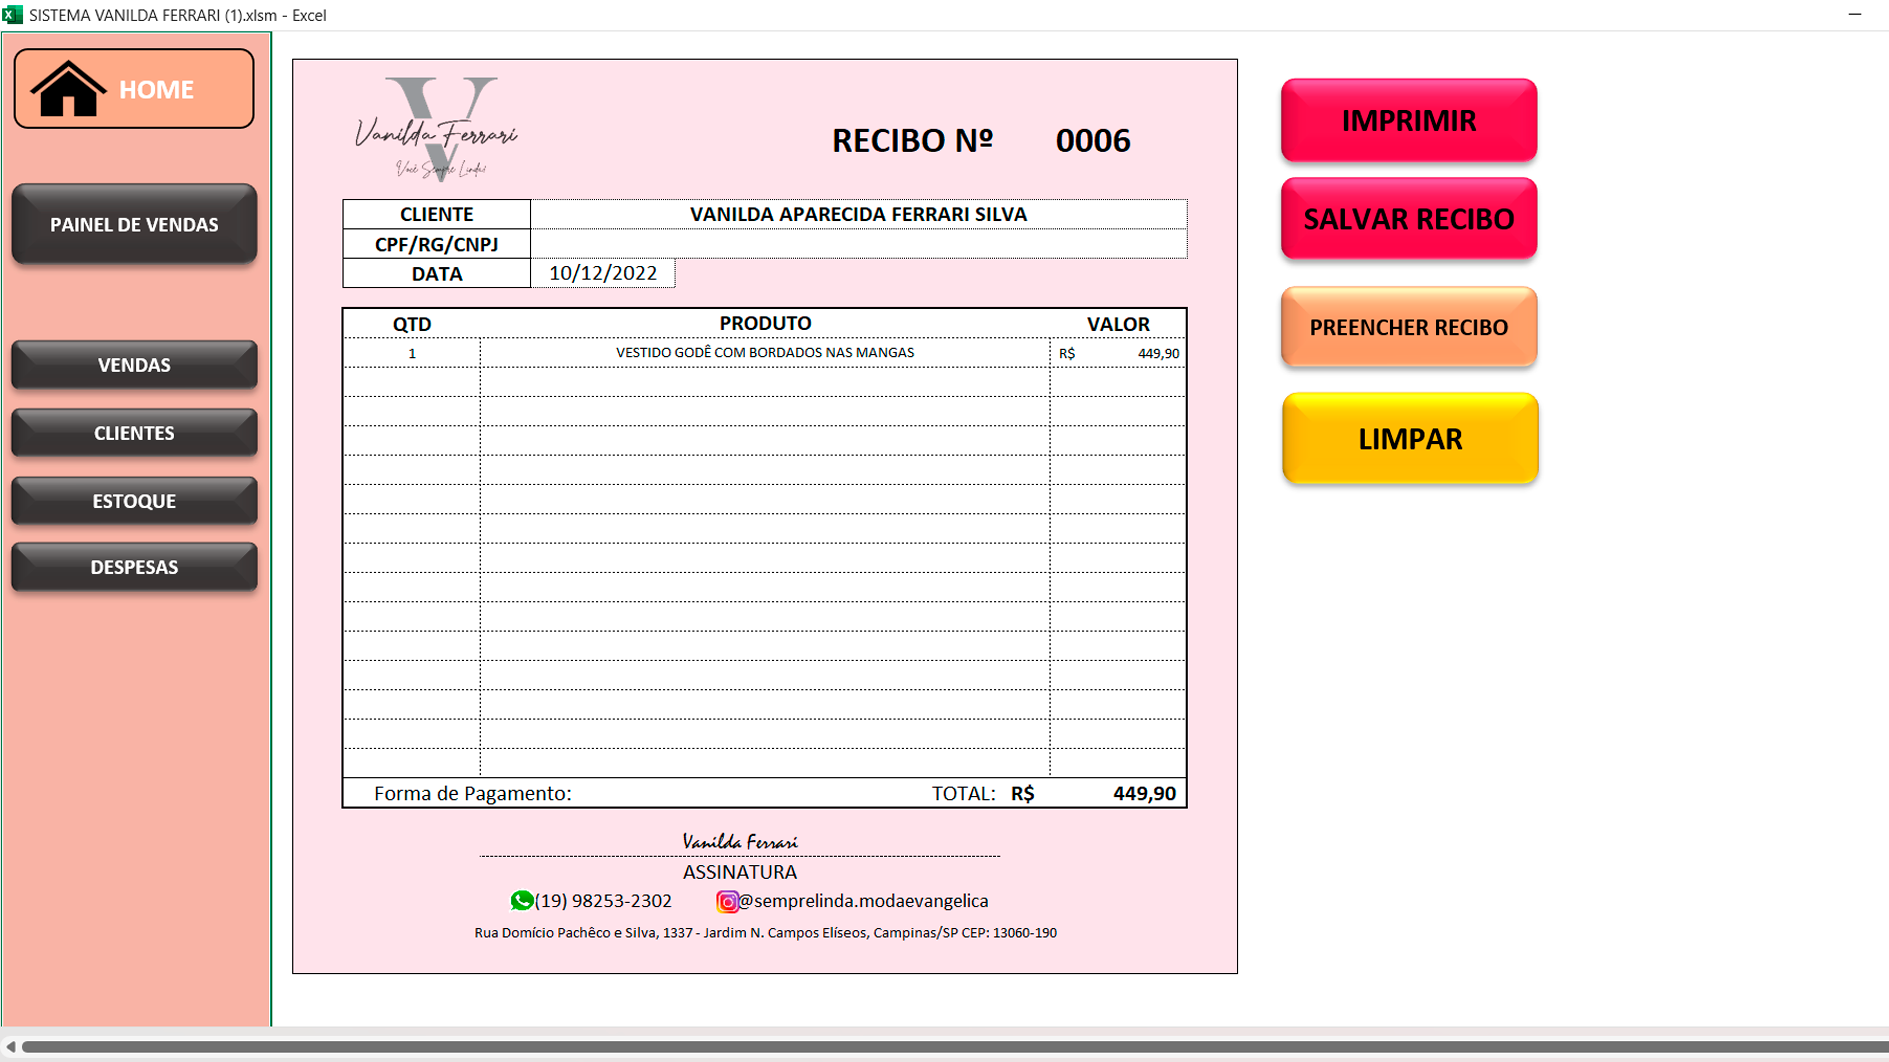 SISTEMA VANILDA FERRARI (1).xlsm - Excel
HOME
PAINEL DE VENDAS
VENDAS
CLIENTES
ESTOQUE
DESPESAS
V
Vanilda Ferrari
Você Sempre Linda!
RECIBO Nº 0006
CLIENTE VANILDA APARECIDA FERRARI SILVA
CPF/RG/CNPJ
DATA 10/12/2022
QTD PRODUTO VALOR
1 VESTIDO GODÊ COM BORDADOS NAS MANGAS R$ 449,90
Forma de Pagamento: TOTAL: R$ 449,90
Vanilda Ferrari
ASSINATURA
(19) 98253-2302 @semprelinda.modaevangelica
Rua Domício Pachêco e Silva, 1337 - Jardim N. Campos Elíseos, Campinas/SP CEP: 13060-190
IMPRIMIR
SALVAR RECIBO
PREENCHER RECIBO
LIMPAR